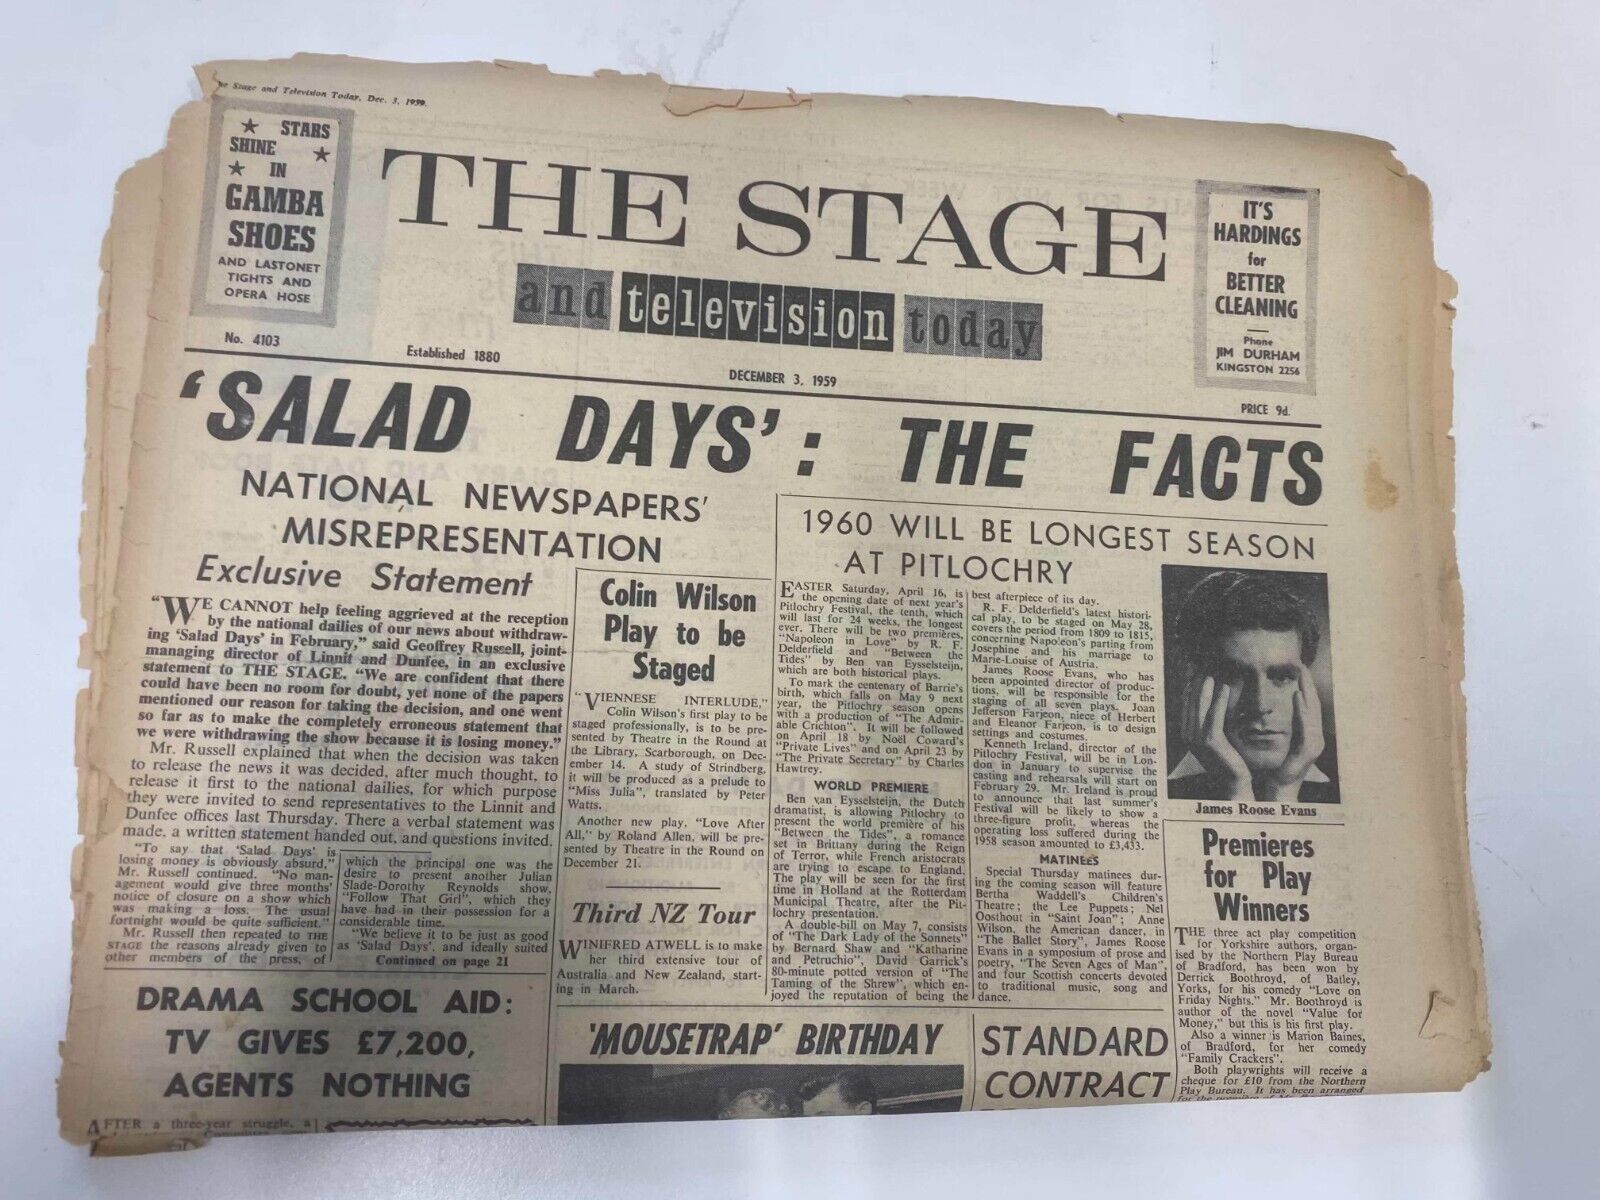 The Stage and Television Today, Dec. 3, 1959.
STARS
SHINE
IN
GAMBA
SHOES
AND LASTONET
TIGHTS AND
OPERA HOSE
THE STAGE
and television today
IT'S
HARDINGS
for
BETTER
CLEANING
Phone
JIM DURHAM
KINGSTON 2256
No. 4103
Established 1880
DECEMBER 3, 1959
PRICE 9d.
'SALAD DAYS': THE FACTS
NATIONAL NEWSPAPERS'
MISREPRESENTATION
Exclusive Statement
"WE CANNOT help feeling aggrieved at the reception
by the national dailies of our news about withdraw-
ing 'Salad Days' in February," said Geoffrey Russell, joint-
managing director of Linnit and Dunfee, in an exclusive
statement to THE STAGE. "We are confident that there
could have been no room for doubt, yet none of the papers
mentioned our reason for taking the decision, and one went
so far as to make the completely erroneous statement that
we were withdrawing the show because it is losing money."
Mr. Russell explained that when the decision was taken
to release the news it was decided, after much thought, to
release it first to the national dailies, for which purpose
they were invited to send representatives to the Linnit and
Dunfee offices last Thursday. There a verbal statement was
made, a written statement handed out, and questions invited.
"To say that 'Salad Days' is
losing money is obviously absurd,"
Mr. Russell continued. "No man-
agement would give three months'
notice of closure on a show which
was making a loss. The usual
fortnight would be quite sufficient."
Mr. Russell then repeated to THE
STAGE the reasons already given to
other members of the press, of
which the principal one was the
desire to present another Julian
Slade-Dorothy Reynolds show,
"Follow That Girl", which they
have had in their possession for a
considerable time.
"We believe it to be just as good
as 'Salad Days', and ideally suited
Continued on page 21
DRAMA SCHOOL AID:
TV GIVES £7,200,
AGENTS NOTHING
AFTER a three-year struggle, a
Colin Wilson
Play to be
Staged
"VIENNESE INTERLUDE,"
Colin Wilson's first play to be
staged professionally, is to be pre-
sented by Theatre in the Round at
the Library, Scarborough, on Dec-
ember 14. A study of Strindberg,
it will be produced as a prelude to
"Miss Julia", translated by Peter
Watts.
Another new play, "Love After
All," by Roland Allen, will be pre-
sented by Theatre in the Round on
December 21.
Third NZ Tour
WINIFRED ATWELL is to make
her third extensive tour of
Australia and New Zealand, start-
ing in March.
'MOUSETRAP' BIRTHDAY
1960 WILL BE LONGEST SEASON
AT PITLOCHRY
EASTER Saturday, April 16, is
the opening date of next year's
Pitlochry Festival, the tenth, which
will last for 24 weeks, the longest
ever. There will be two premières,
"Napoleon in Love" by R. F.
Delderfield and "Between the
Tides" by Ben van Eysselsteijn,
which are both historical plays.
To mark the centenary of Barrie's
birth, which falls on May 9 next
year, the Pitlochry season opens
with a production of "The Admir-
able Crichton". It will be followed
on April 18 by Noël Coward's
"Private Lives" and on April 23 by
"The Private Secretary" by Charles
Hawtrey.
WORLD PREMIERE
Ben van Eysselsteijn, the Dutch
dramatist, is allowing Pitlochry to
present the world première of his
"Between the Tides", a romance
set in Brittany during the Reign
of Terror, while French aristocrats
are trying to escape to England.
The play will be seen for the first
time in Holland at the Rotterdam
Municipal Theatre, after the Pit-
lochry presentation.
A double-bill on May 7, consists
of "The Dark Lady of the Sonnets"
by Bernard Shaw and "Katharine
and Petruchio", David Garrick's
80-minute potted version of "The
Taming of the Shrew", which en-
joyed the reputation of being the
best afterpiece of its day.
R. F. Delderfield's latest histori-
cal play, to be staged on May 28,
covers the period from 1809 to 1815,
concerning Napoleon's parting from
Josephine and his marriage to
Marie-Louise of Austria.
James Roose Evans, who has
been appointed director of produc-
tions, will be responsible for the
staging of all seven plays. Joan
Jefferson Farjeon, niece of Herbert
and Eleanor Farjeon, is to design
settings and costumes.
Kenneth Ireland, director of the
Pitlochry Festival, will be in Lon-
don in January to supervise the
casting and rehearsals will start on
February 29. Mr. Ireland is proud
to announce that last summer's
Festival will be likely to show a
three-figure profit, whereas the
operating loss suffered during the
1958 season amounted to £3,433.
MATINEES
Special Thursday matinees dur-
ing the coming season will feature
Bertha Waddell's Children's
Theatre; the Lee Puppets; Nel
Oosthout in "Saint Joan"; Anne
Wilson, the American dancer, in
"The Ballet Story", James Roose
Evans in a symposium of prose and
poetry, "The Seven Ages of Man",
and four Scottish concerts devoted
to traditional music, song and
dance.
STANDARD
CONTRACT
James Roose Evans
Premieres
for Play
Winners
THE three act play competition
for Yorkshire authors, organ-
ised by the Northern Play Bureau
of Bradford, has been won by
Derrick Boothroyd, of Batley,
Yorks, for his comedy "Love on
Friday Nights." Mr. Boothroyd is
author of the novel "Value for
Money," but this is his first play.
Also a winner is Marion Baines,
of Bradford, for her comedy
"Family Crackers".
Both playwrights will receive a
cheque for £10 from the Northern
Play Bureau. It has been arranged